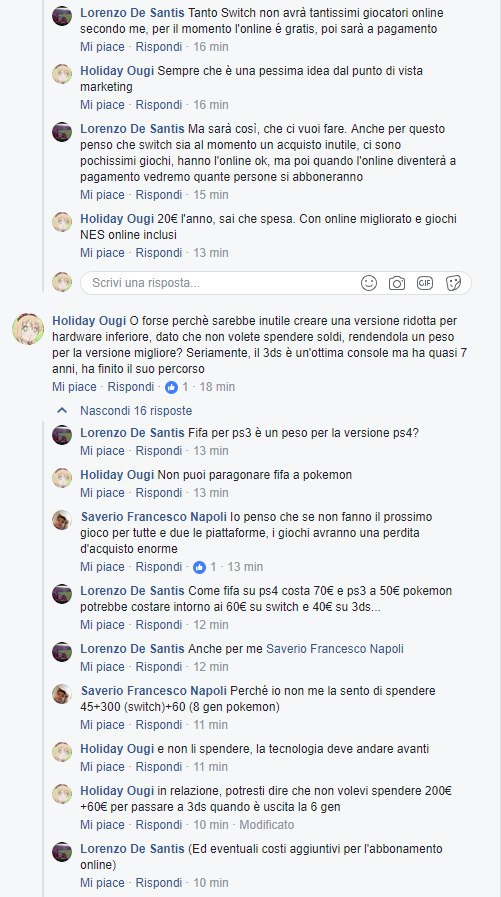 Lorenzo De Santis Tanto Switch non avrà tantissimi giocatori online
secondo me, per il momento l'online é gratis, poi sarà a pagamento
Mi piace · Rispondi · 16 min
Holiday Ougi Sempre che è una pessima idea dal punto di vista
marketing
Mi piace · Rispondi · 16 min
Lorenzo De Santis Ma sarà così, che ci vuoi fare. Anche per questo
penso che switch sia al momento un acquisto inutile, ci sono
pochissimi giochi, hanno l'online ok, ma poi quando l'online diventerà a
pagamento vedremo quante persone si abboneranno
Mi piace · Rispondi · 15 min
Holiday Ougi 20€ l'anno, sai che spesa. Con online migliorato e giochi
NES online inclusi
Mi piace · Rispondi · 13 min
Scrivi una risposta...
GIF
Holiday Ougi O forse perchè sarebbe inutile creare una versione ridotta per
hardware inferiore, dato che non volete spendere soldi, rendendola un peso
per la versione migliore? Seriamente, il 3ds è un'ottima console ma ha quasi 7
anni, ha finito il suo percorso
Mi piace · Rispondi · 1 · 18 min
Nascondi 16 risposte
Lorenzo De Santis Fifa per ps3 è un peso per la versione ps4?
Mi piace · Rispondi · 13 min
Holiday Ougi Non puoi paragonare fifa a pokemon
Mi piace · Rispondi · 13 min
Saverio Francesco Napoli Io penso che se non fanno il prossimo
gioco per tutte e due le piattaforme, i giochi avranno una perdita
d'acquisto enorme
Mi piace · Rispondi · 1 · 13 min
Lorenzo De Santis Come fifa su ps4 costa 70€ e ps3 a 50€ pokemon
potrebbe costare intorno ai 60€ su switch e 40€ su 3ds...
Mi piace · Rispondi · 12 min
Lorenzo De Santis Anche per me Saverio Francesco Napoli
Mi piace · Rispondi · 12 min
Saverio Francesco Napoli Perché io non me la sento di spendere
45+300 (switch)+60 (8 gen pokemon)
Mi piace · Rispondi · 11 min
Holiday Ougi e non li spendere, la tecnologia deve andare avanti
Mi piace · Rispondi · 11 min
Holiday Ougi in relazione, potresti dire che non volevi spendere 200€
+60€ per passare a 3ds quando è uscita la 6 gen
Mi piace · Rispondi · 10 min · Modificato
Lorenzo De Santis (Ed eventuali costi aggiuntivi per l'abbonamento
online)
Mi piace · Rispondi · 10 min